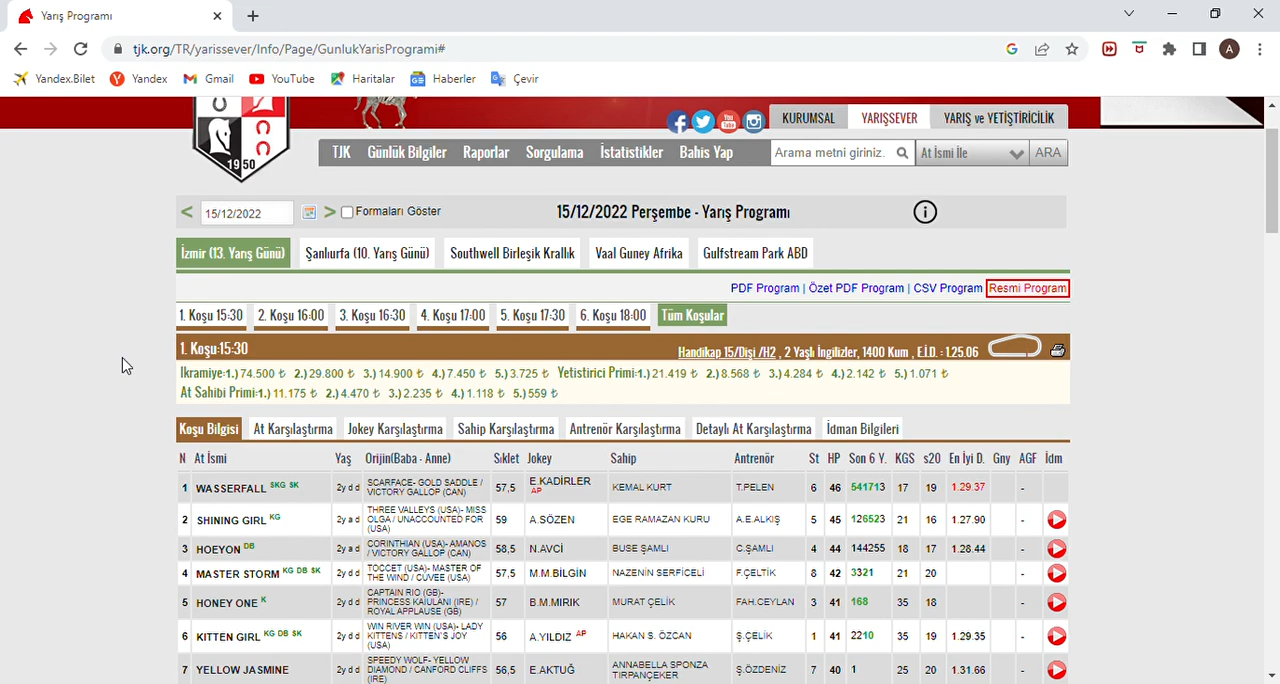 Yarış Programı
tjk.org/TR/yarissever/Info/Page/GunlukYarisProgrami#
A
Yandex.Bilet Yandex Gmail YouTube Haritalar Haberler Çevir
C C
C C
1950
KURUMSAL YARIŞSEVER YARIŞ ve YETİŞTİRİCİLİK
TJK Günlük Bilgiler Raporlar Sorgulama İstatistikler Bahis Yap Arama metni giriniz. At İsmi İle ARA
< 15/12/2022 > Formaları Göster 15/12/2022 Perşembe - Yarış Programı
İzmir (13. Yarış Günü) Şanlıurfa (10. Yarış Günü) Southwell Birleşik Krallık Vaal Guney Afrika Gulfstream Park ABD
PDF Program | Özet PDF Program | CSV Program Resmi Program
1. Koşu 15:30 2. Koşu 16:00 3. Koşu 16:30 4. Koşu 17:00 5. Koşu 17:30 6. Koşu 18:00 Tüm Koşular
1. Koşu:15:30 Handikap 15/Dişi /H2 , 2 Yaşlı İngilizler, 1400 Kum , E.İ.D. : 1.25.06
Ikramiye:1.) 74.500 ₺ 2.) 29.800 ₺ 3.) 14.900 ₺ 4.) 7.450 ₺ 5.) 3.725 ₺ Yetistirici Primi:1.) 21.419 ₺ 2.) 8.568 ₺ 3.) 4.284 ₺ 4.) 2.142 ₺ 5.) 1.071 ₺
At Sahibi Primi:1.) 11.175 ₺ 2.) 4.470 ₺ 3.) 2.235 ₺ 4.) 1.118 ₺ 5.) 559 ₺
Koşu Bilgisi At Karşılaştırma Jokey Karşılaştırma Sahip Karşılaştırma Antrenör Karşılaştırma Detaylı At Karşılaştırma İdman Bilgileri
N At İsmi Yaş Orijin(Baba - Anne) Sıklet Jokey Sahip Antrenör St HP Son 6 Y. KGS s20 En İyi D. Gny AGF İdm
1 WASSERFALL SKG SK 2y d d SCARFACE- GOLD SADDLE / VICTORY GALLOP (CAN) 57,5 E.KADİRLER AP KEMAL KURT T.PELEN 6 46 541713 17 19 1.29.37 -
2 SHINING GIRL KG 2y a d THREE VALLEYS (USA)- MISS OLGA / UNACCOUNTED FOR (USA) 59 A.SÖZEN EGE RAMAZAN KURU A.E.ALKIŞ 5 45 126523 21 16 1.27.90 -
3 HOEYON DB 2y d d CORINTHIAN (USA)- AMANOS / VICTORY GALLOP (CAN) 58,5 N.AVCİ BUSE ŞAMLI C.ŞAMLI 4 44 144255 18 17 1.28.44 -
4 MASTER STORM KG DB SK 2y d d TOCCET (USA)- MASTER OF THE WIND / CUVEE (USA) 57,5 M.M.BİLGİN NAZENİN SERFİCELİ F.ÇELTİK 8 42 3321 21 20 -
5 HONEY ONE K 2y d d CAPTAIN RIO (GB)- PRINCESS KAIULANI (IRE) / ROYAL APPLAUSE (GB) 57 B.M.MIRIK MURAT ÇELİK FAH.CEYLAN 3 41 168 35 18 -
6 KITTEN GIRL KG DB SK 2y d d WIN RIVER WIN (USA)- LADY KITTENS / KITTEN'S JOY (USA) 56 A.YILDIZ AP HAKAN S. ÖZCAN Ş.ÇELİK 1 41 2210 35 19 1.29.35 -
7 YELLOW JASMINE 2y d d SPEEDY WOLF- YELLOW DIAMOND / CANFORD CLIFFS (IRE) 56,5 E.AKTUĞ ANNABELLA SPONZA TIRPANÇEKER Ş.ÖZDENİZ 7 40 1 25 20 1.31.66 -